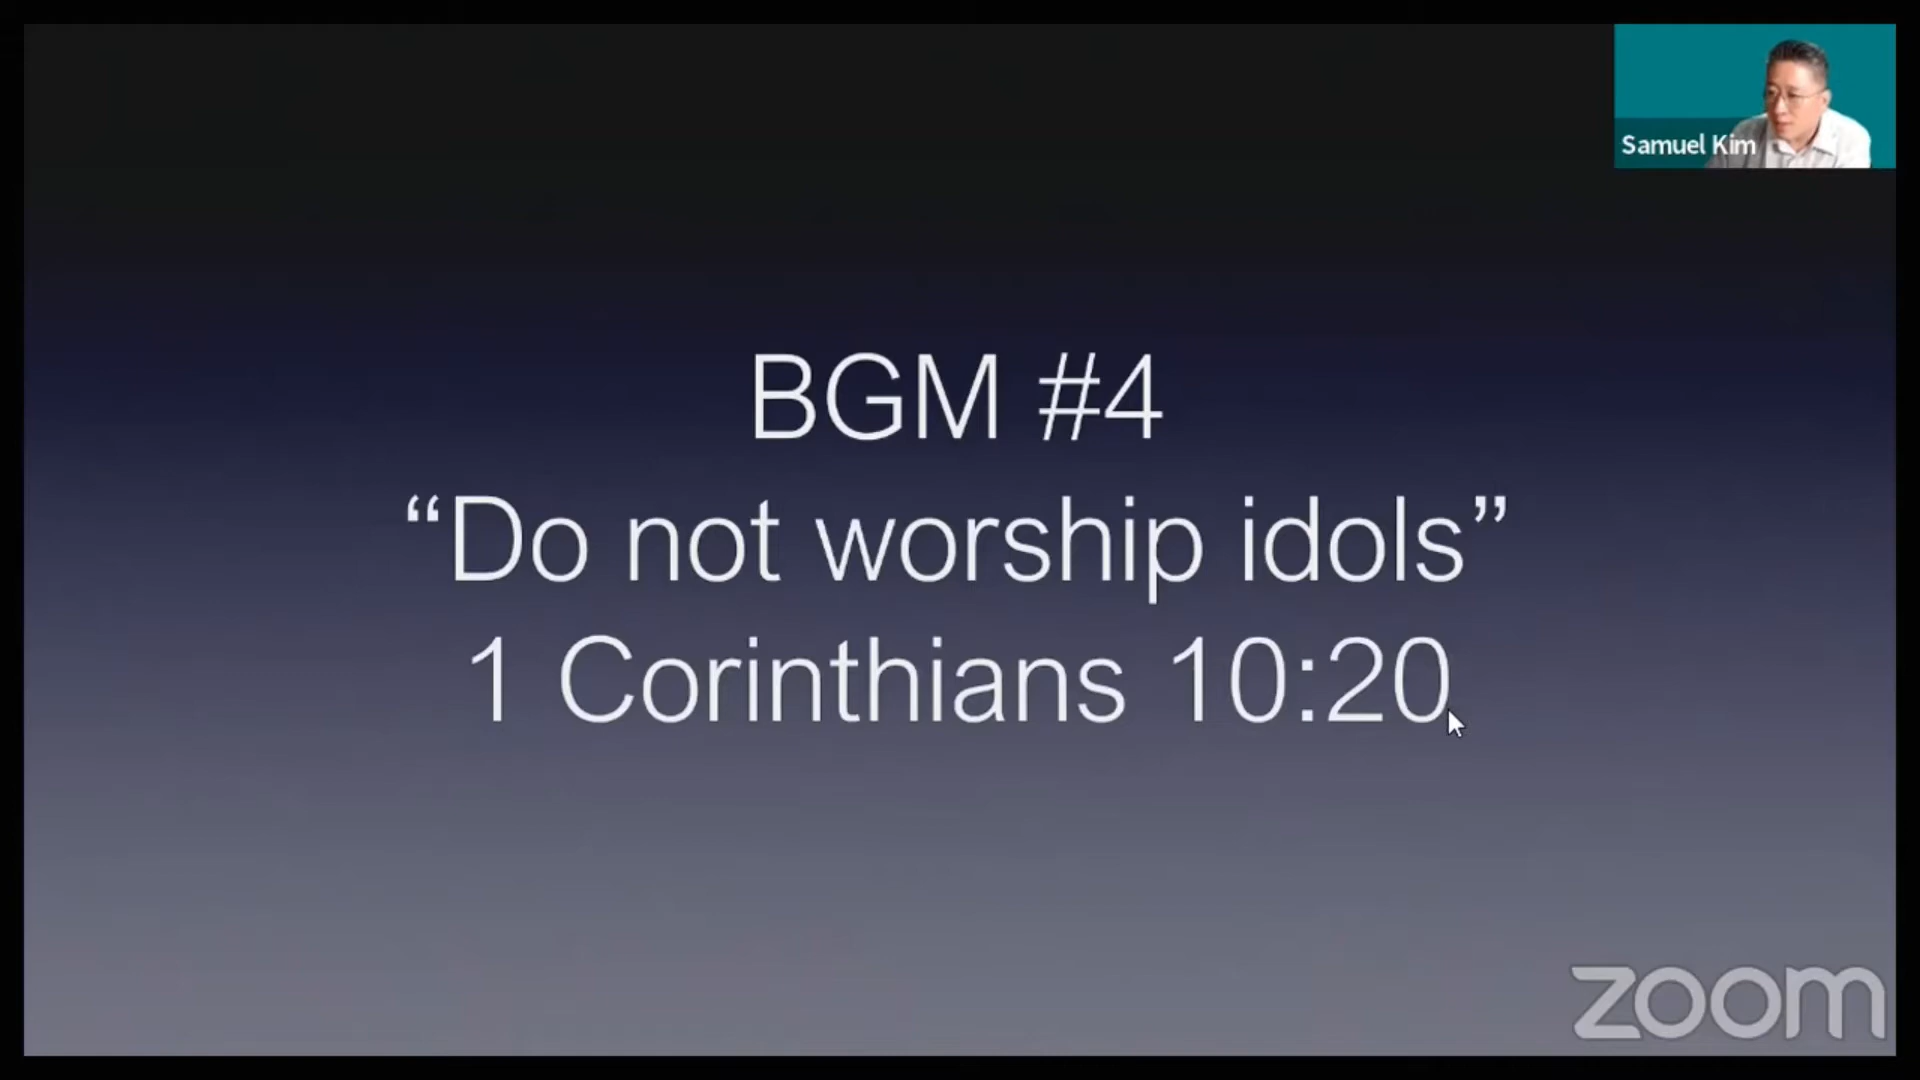 Samuel Kim
BGM #4
“Do not worship idols”
1 Corinthians 10:20
zoom